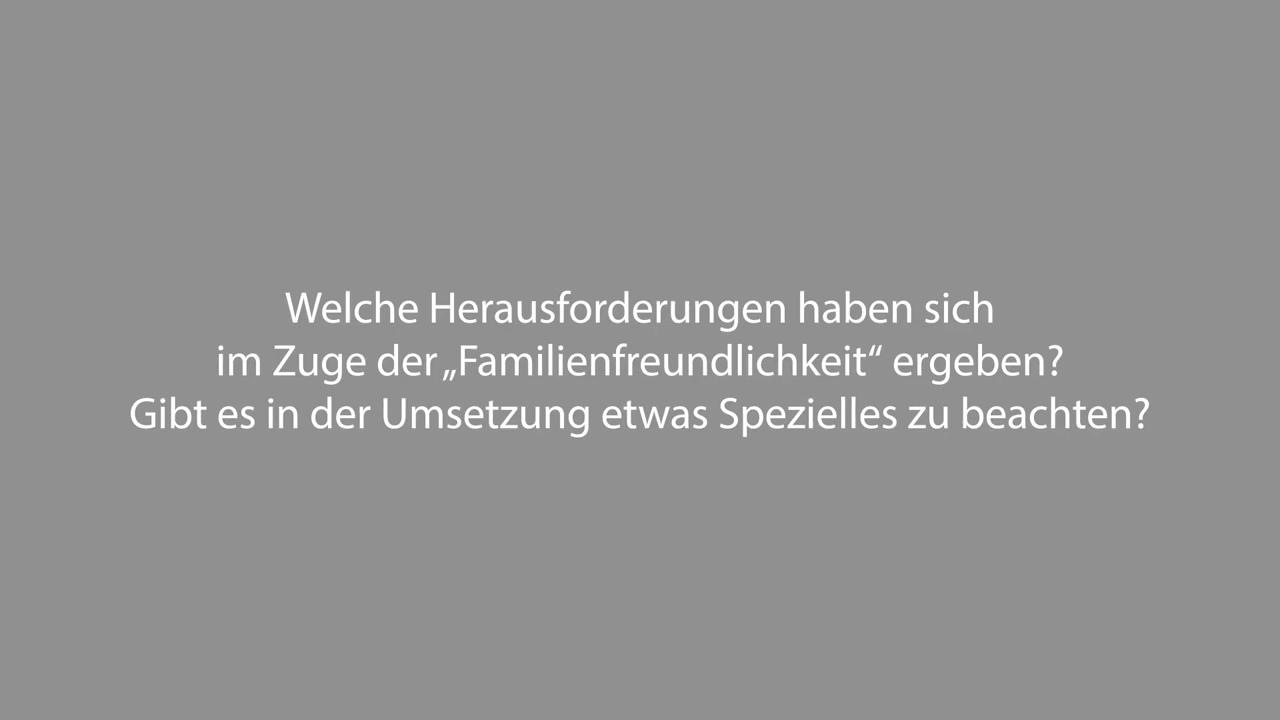 Welche Herausforderungen haben sich
im Zuge der „Familienfreundlichkeit“ ergeben?
Gibt es in der Umsetzung etwas Spezielles zu beachten?